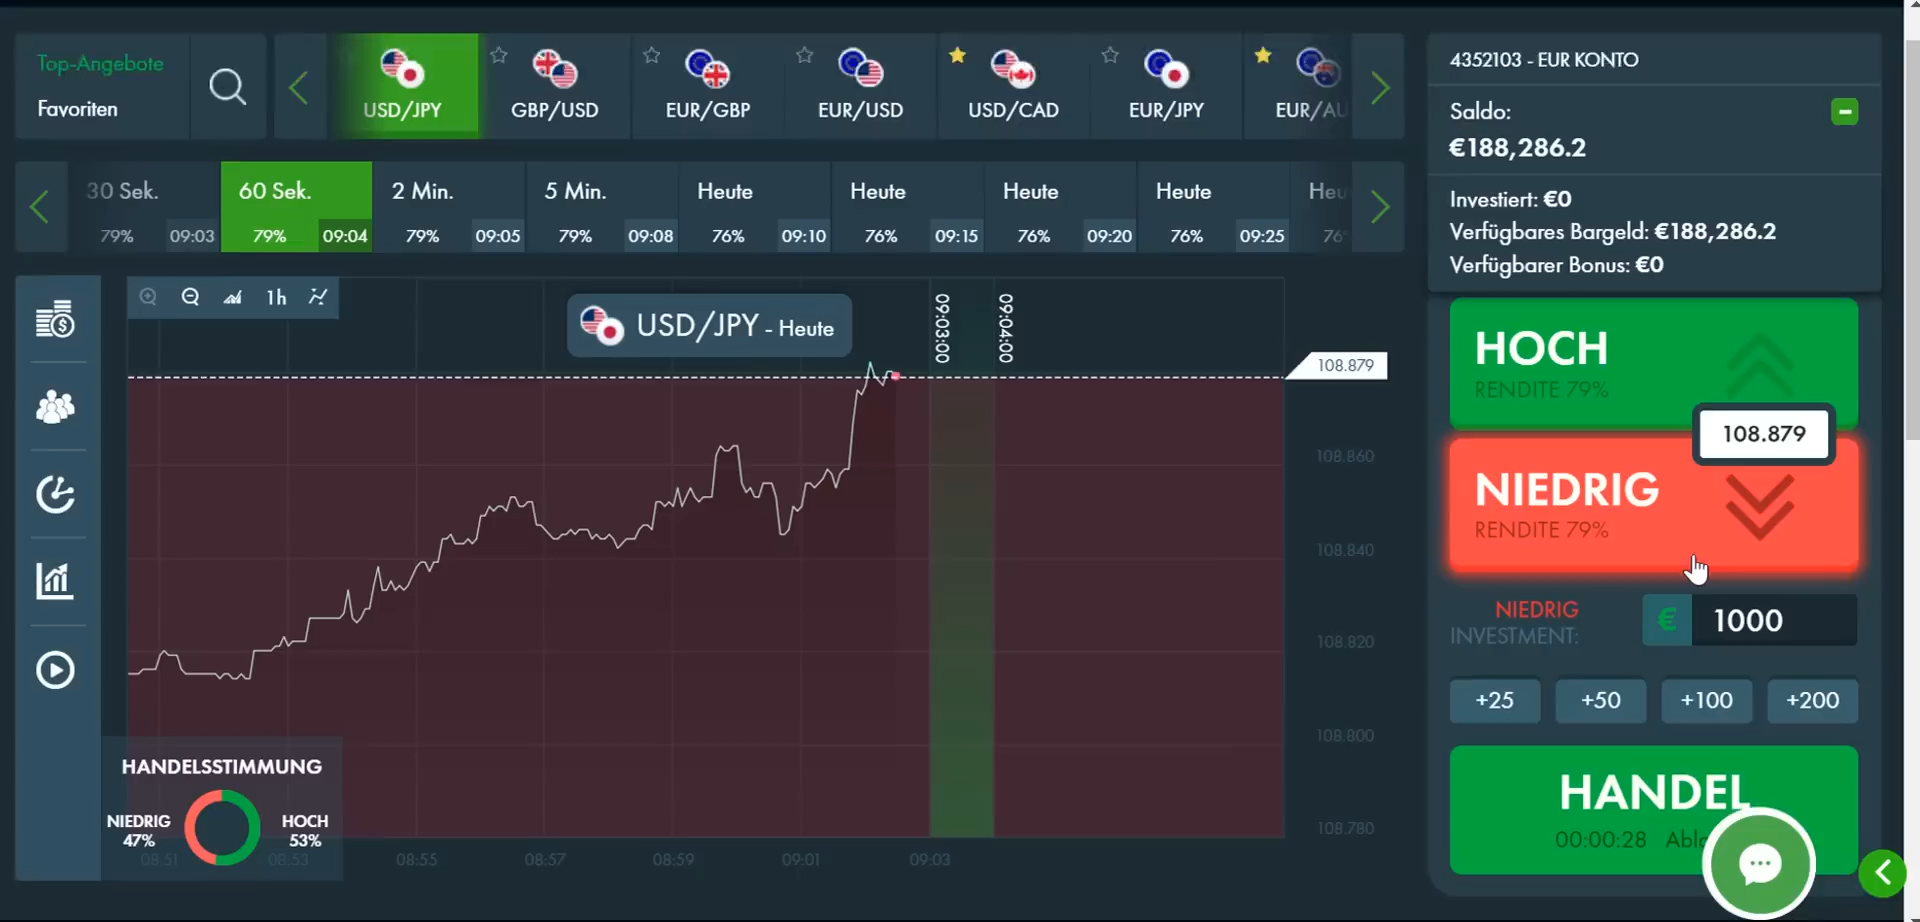 Top-Angebote
Favoriten
USD/JPY
GBP/USD
EUR/GBP
EUR/USD
USD/CAD
EUR/JPY
EUR/AU
30 Sek.
79% 09:03
60 Sek.
79% 09:04
2 Min.
79% 09:05
5 Min.
79% 09:08
Heute
76% 09:10
Heute
76% 09:15
Heute
76% 09:20
Heute
76% 09:25
Heu
76
1h
USD/JPY - Heute
09:03:00
09:04:00
108.879
108.860
108.840
108.820
108.800
108.780
HANDELSSTIMMUNG
NIEDRIG
47%
HOCH
53%
08:51 08:53 08:55 08:57 08:59 09:01 09:03
4352103 - EUR KONTO
Saldo:
€188,286.2
Investiert: €0
Verfügbares Bargeld: €188,286.2
Verfügbarer Bonus: €0
HOCH
RENDITE 79%
108.879
NIEDRIG
RENDITE 79%
NIEDRIG
INVESTMENT:
€ 1000
+25 +50 +100 +200
HANDEL
00:00:28